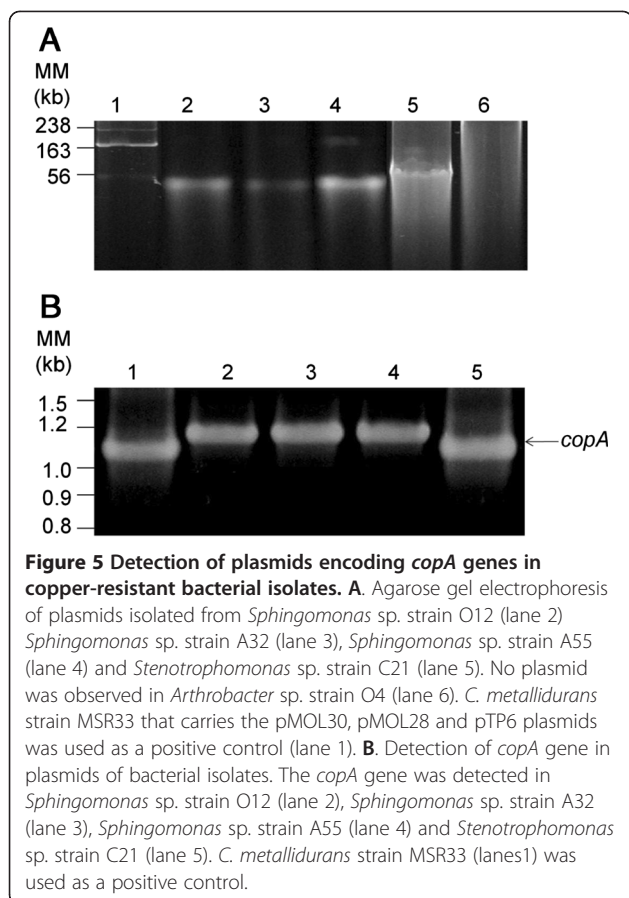 A
MM
(kb)
1 2 3 4 5 6
238
163
56
B
MM
(kb)
1 2 3 4 5
1.5
1.2
copA
1.0
0.9
0.8
Figure 5 Detection of plasmids encoding copA genes in
copper-resistant bacterial isolates. A. Agarose gel electrophoresis
of plasmids isolated from Sphingomonas sp. strain O12 (lane 2)
Sphingomonas sp. strain A32 (lane 3), Sphingomonas sp. strain A55
(lane 4) and Stenotrophomonas sp. strain C21 (lane 5). No plasmid
was observed in Arthrobacter sp. strain O4 (lane 6). C. metallidurans
strain MSR33 that carries the pMOL30, pMOL28 and pTP6 plasmids
was used as a positive control (lane 1). B. Detection of copA gene in
plasmids of bacterial isolates. The copA gene was detected in
Sphingomonas sp. strain O12 (lane 2), Sphingomonas sp. strain A32
(lane 3), Sphingomonas sp. strain A55 (lane 4) and Stenotrophomonas
sp. strain C21 (lane 5). C. metallidurans strain MSR33 (lanes1) was
used as a positive control.